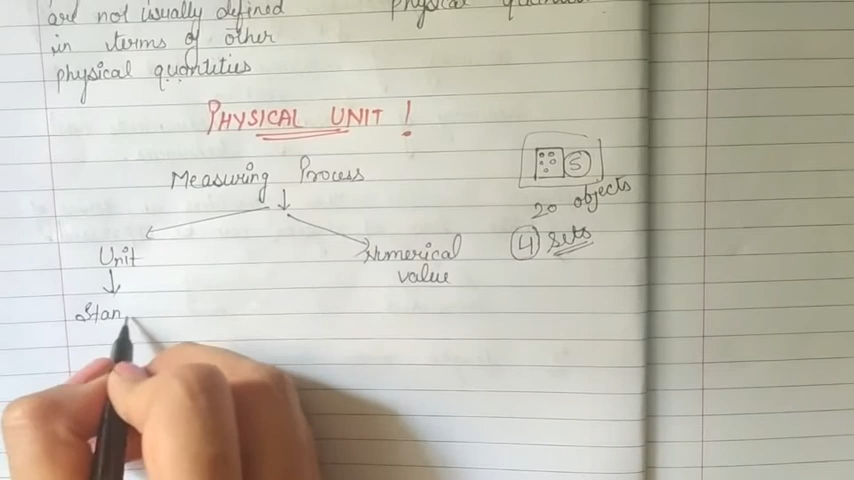 are not usually defined
in terms of other
physical quantities
physical
PHYSICAL UNIT !
Measuring Process
Unit
Numerical
value
Stan
5
20 objects
4 sets